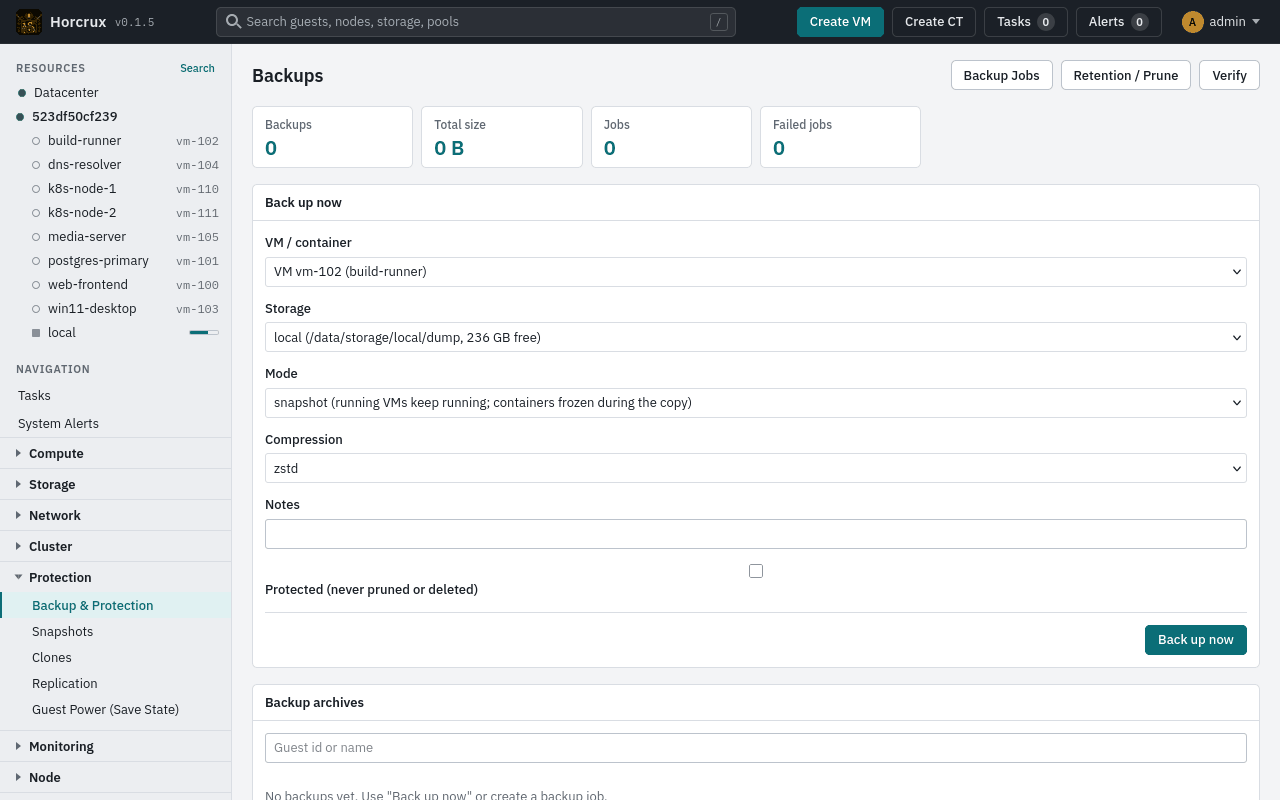 Horcrux v0.1.5
Search guests, nodes, storage, pools /
Create VM
Create CT
Tasks 0
Alerts 0
A admin
RESOURCES Search
Datacenter
523df50cf239
build-runner vm-102
dns-resolver vm-104
k8s-node-1 vm-110
k8s-node-2 vm-111
media-server vm-105
postgres-primary vm-101
web-frontend vm-100
win11-desktop vm-103
local
NAVIGATION
Tasks
System Alerts
Compute
Storage
Network
Cluster
Protection
Backup & Protection
Snapshots
Clones
Replication
Guest Power (Save State)
Monitoring
Node
Backups
Backup Jobs
Retention / Prune
Verify
Backups
0
Total size
0 B
Jobs
0
Failed jobs
0
Back up now
VM / container
VM vm-102 (build-runner)
Storage
local (/data/storage/local/dump, 236 GB free)
Mode
snapshot (running VMs keep running; containers frozen during the copy)
Compression
zstd
Notes
Protected (never pruned or deleted)
Back up now
Backup archives
Guest id or name
No backups yet. Use "Back up now" or create a backup job.